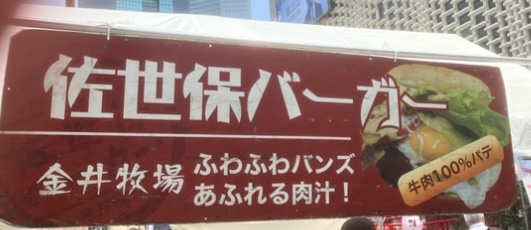 佐世保バーガー
金井牧場
ふわふわバンズ
あふれる肉汁！
牛肉100%パテ